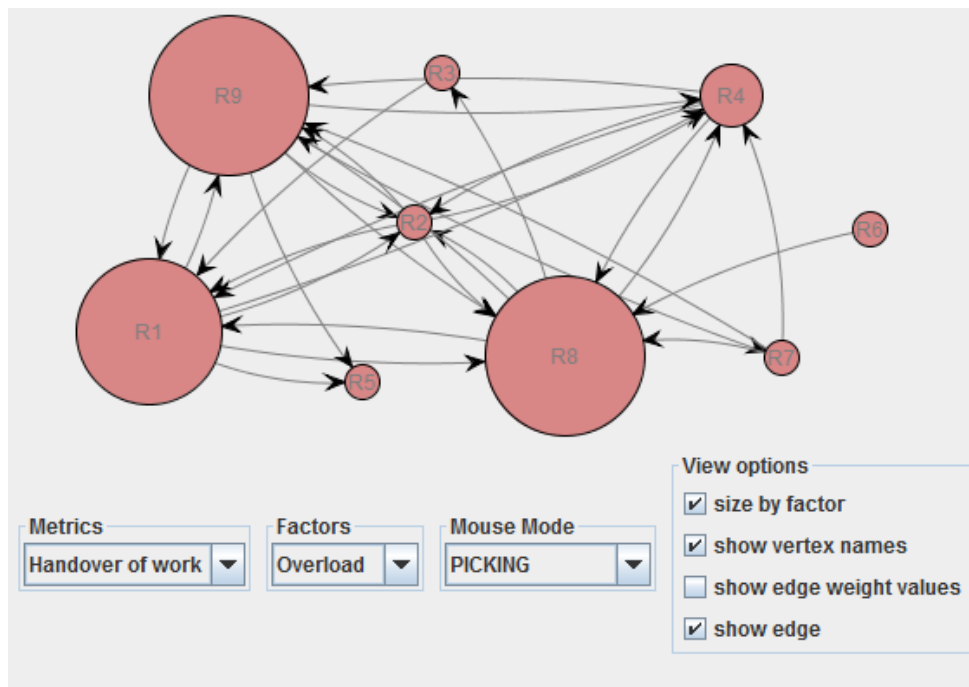 R3
R9
R4
R2
R6
R1
R8
R7
R5
View options
size by factor
Metrics
Factors
Mouse Mode
show vertex names
Handover of work
Overload
PICKING
show edge weight values
show edge